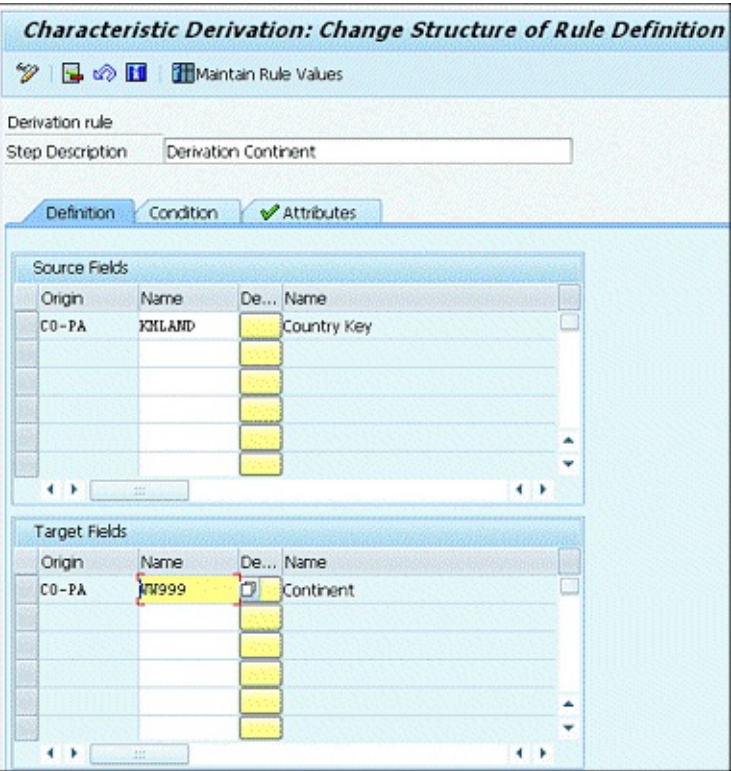 Characteristic Derivation: Change Structure of Rule Definition
Maintain Rule Values
Derivation rule
Step Description Derivation Continent
Definition Condition Attributes
Source Fields
Origin Name De... Name
CO-PA KMLAND Country Key
Target Fields
Origin Name De... Name
CO-PA WW999 Continent